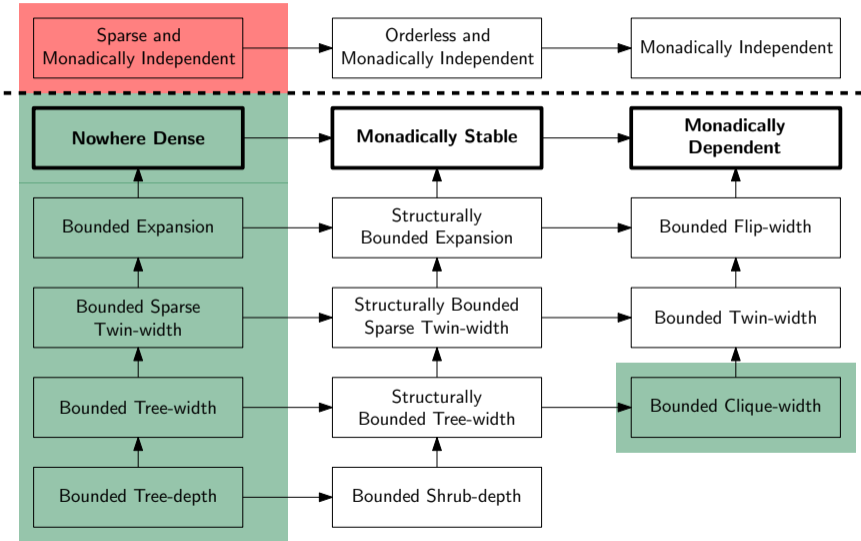 Sparse and
Monadically Independent
Orderless and
Monadically Independent
Monadically Independent
Nowhere Dense
Monadically Stable
Monadically
Dependent
Bounded Expansion
Structurally
Bounded Expansion
Bounded Flip-width
Bounded Sparse
Twin-width
Structurally Bounded
Sparse Twin-width
Bounded Twin-width
Bounded Tree-width
Structurally
Bounded Tree-width
Bounded Clique-width
Bounded Tree-depth
Bounded Shrub-depth